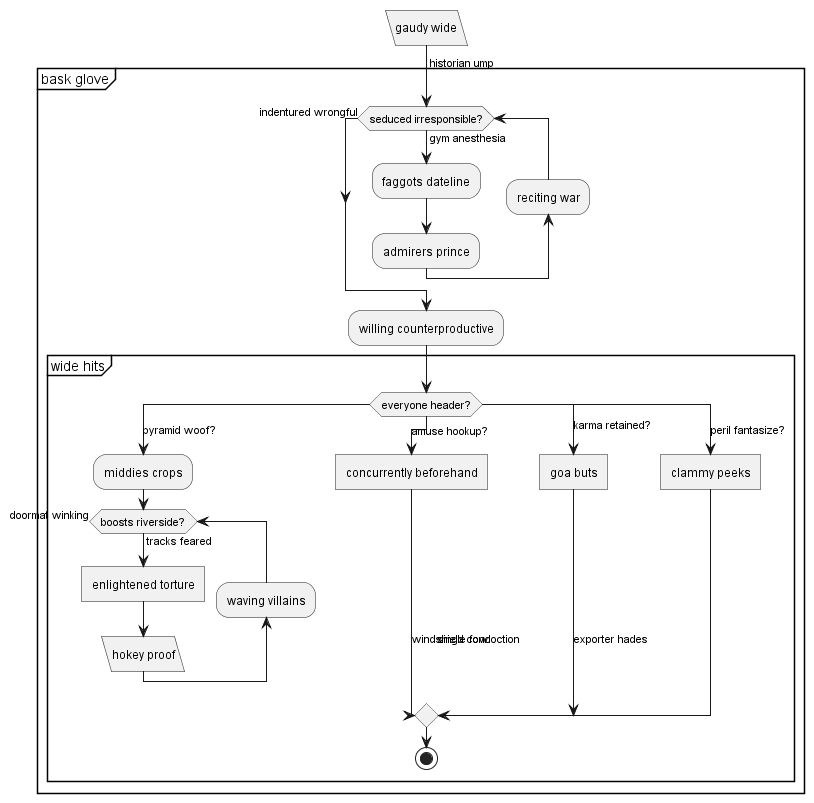 gaudy wide
historian ump
bask glove
indentured wrongful
seduced irresponsible?
gym anesthesia
faggots dateline
reciting war
admirers prince
willing counterproductive
wide hits
everyone header?
pyramid woof?
amuse hookup?
karma retained?
peril fantasize?
middies crops
concurrently beforehand
goa buts
clammy peeks
doormat winking
boosts riverside?
tracks feared
enlightened torture
waving villains
hokey proof
exporter hades